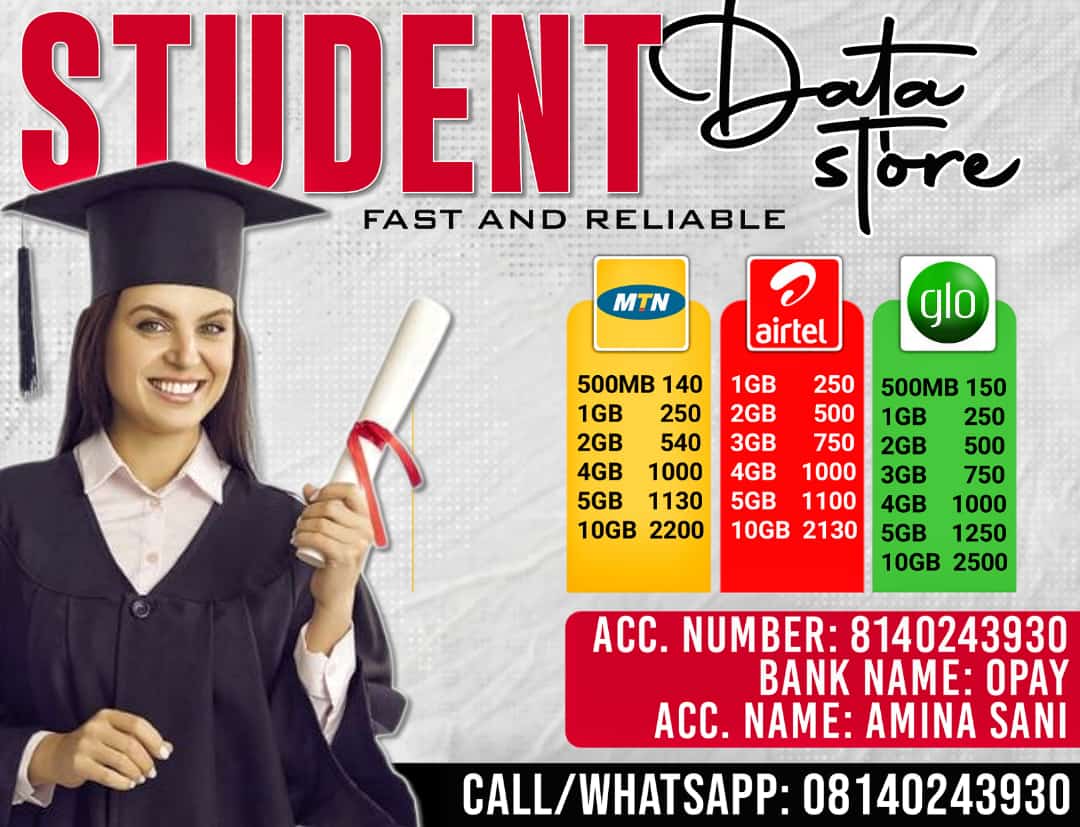 STUDENT
Data
store
FAST AND RELIABLE
MTN
500MB 140
1GB 250
2GB 540
4GB 1000
5GB 1130
10GB 2200
airtel
1GB 250
2GB 500
3GB 750
4GB 1000
5GB 1100
10GB 2130
glo
500MB 150
1GB 250
2GB 500
3GB 750
4GB 1000
5GB 1250
10GB 2500
ACC. NUMBER: 8140243930
BANK NAME: OPAY
ACC. NAME: AMINA SANI
CALL/WHATSAPP: 08140243930